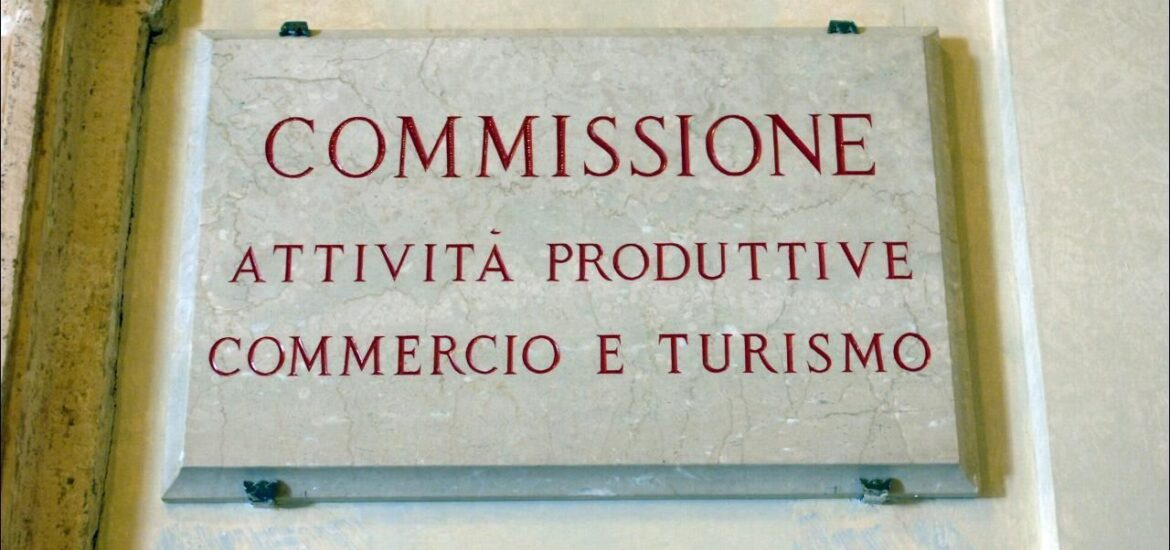 COMMISSIONE
ATTIVITÀ PRODUTTIVE
COMMERCIO E TURISMO